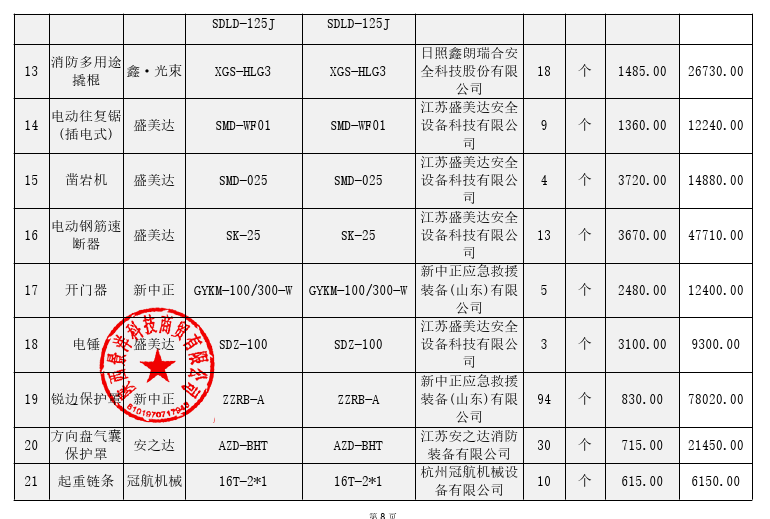 SDLD-125J SDLD-125J
13 消防多用途撬棍 鑫·光束 XGS-HLG3 XGS-HLG3 日照鑫朗瑞合安全科技股份有限公司 18 个 1485.00 26730.00
14 电动往复锯(插电式) 盛美达 SMD-WF01 SMD-WF01 江苏盛美达安全设备科技有限公司 9 个 1360.00 12240.00
15 凿岩机 盛美达 SMD-025 SMD-025 江苏盛美达安全设备科技有限公司 4 个 3720.00 14880.00
16 电动钢筋速断器 盛美达 SK-25 SK-25 江苏盛美达安全设备科技有限公司 13 个 3670.00 47710.00
17 开门器 新中正 GYKM-100/300-W GYKM-100/300-W 新中正应急救援装备(山东)有限公司 5 个 2480.00 12400.00
18 电锤 盛美达 SDZ-100 SDZ-100 江苏盛美达安全设备科技有限公司 3 个 3100.00 9300.00
19 锐边保护罩 新中正 ZZRB-A ZZRB-A 新中正应急救援装备(山东)有限公司 94 个 830.00 78020.00
20 方向盘气囊保护罩 安之达 AZD-BHT AZD-BHT 江苏安之达消防装备有限公司 30 个 715.00 21450.00
21 起重链条 冠航机械 16T-2*1 16T-2*1 杭州冠航机械设备有限公司 10 个 615.00 6150.00
科技商贸有限公司
第 8 页